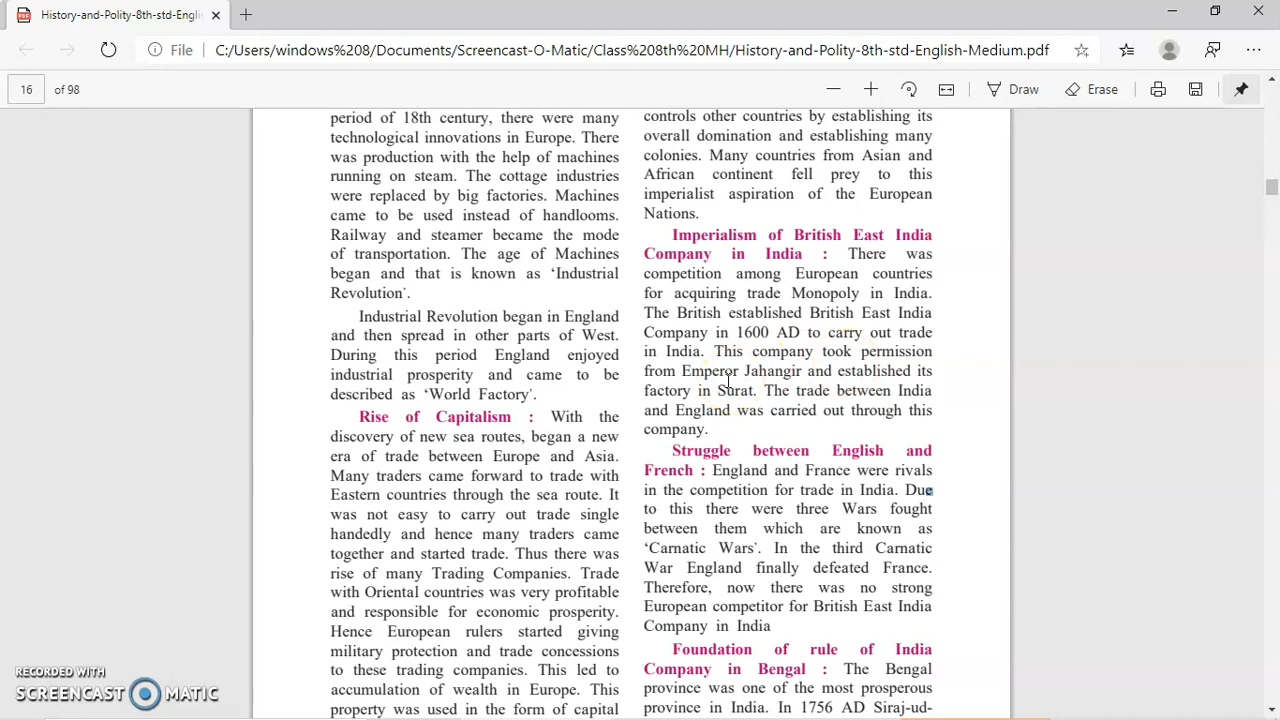 History-and-Polity-8th-std-Engli
File
C:/Users/windows%208/Documents/Screencast-O-Matic/Class%208th%20MH/History-and-Polity-8th-std-English-Medium.pdf
16 of 98
Draw
Erase
period of 18th century, there were many
technological innovations in Europe. There
was production with the help of machines
running on steam. The cottage industries
were replaced by big factories. Machines
came to be used instead of handlooms.
Railway and steamer became the mode
of transportation. The age of Machines
began and that is known as ‘Industrial
Revolution’.
Industrial Revolution began in England
and then spread in other parts of West.
During this period England enjoyed
industrial prosperity and came to be
described as ‘World Factory’.
Rise of Capitalism : With the
discovery of new sea routes, began a new
era of trade between Europe and Asia.
Many traders came forward to trade with
Eastern countries through the sea route. It
was not easy to carry out trade single
handedly and hence many traders came
together and started trade. Thus there was
rise of many Trading Companies. Trade
with Oriental countries was very profitable
and responsible for economic prosperity.
Hence European rulers started giving
military protection and trade concessions
to these trading companies. This led to
accumulation of wealth in Europe. This
property was used in the form of capital
controls other countries by establishing its
overall domination and establishing many
colonies. Many countries from Asian and
African continent fell prey to this
imperialist aspiration of the European
Nations.
Imperialism of British East India
Company in India : There was
competition among European countries
for acquiring trade Monopoly in India.
The British established British East India
Company in 1600 AD to carry out trade
in India. This company took permission
from Emperor Jahangir and established its
factory in Surat. The trade between India
and England was carried out through this
company.
Struggle between English and
French : England and France were rivals
in the competition for trade in India. Due
to this there were three Wars fought
between them which are known as
‘Carnatic Wars’. In the third Carnatic
War England finally defeated France.
Therefore, now there was no strong
European competitor for British East India
Company in India
Foundation of rule of India
Company in Bengal : The Bengal
province was one of the most prosperous
province in India. In 1756 AD Siraj-ud-
RECORDED WITH
SCREENCAST MATIC